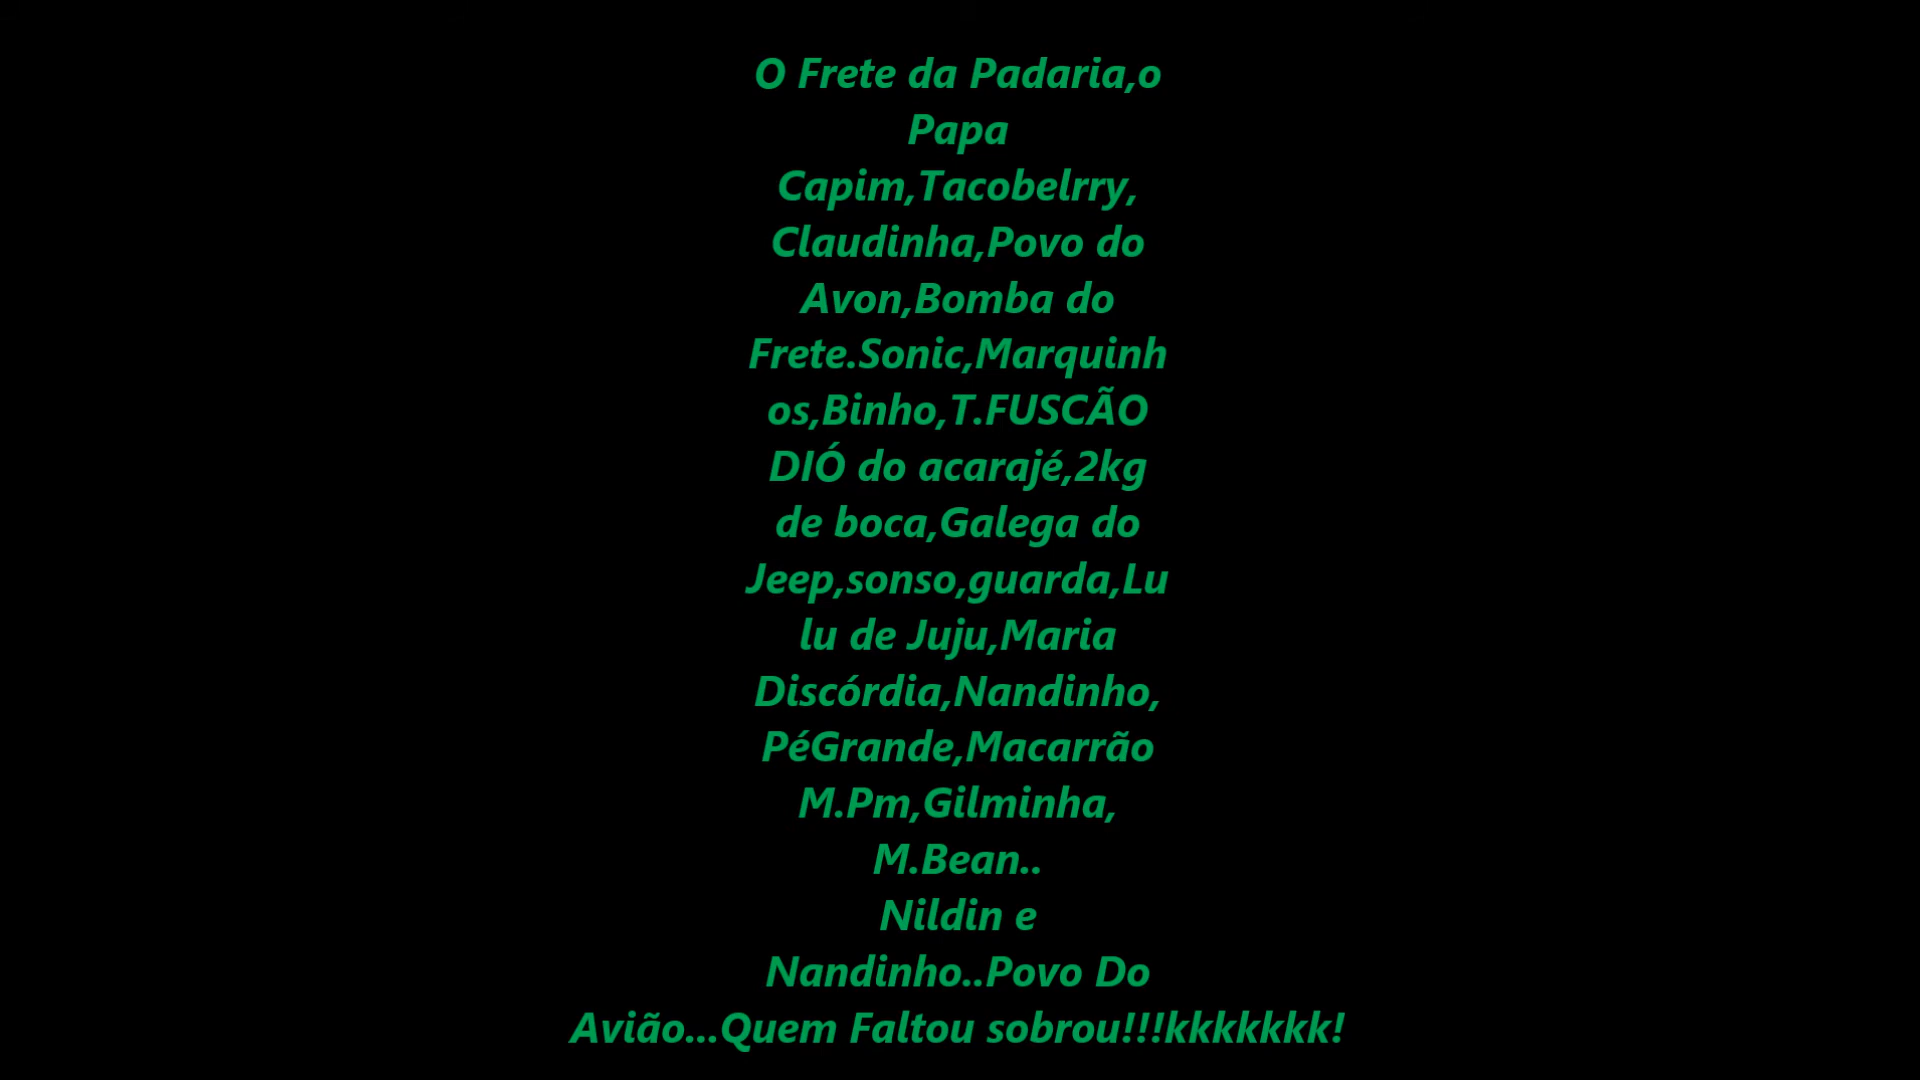 O Frete da Padaria,o
Papa
Capim,Tacobelrry,
Claudinha,Povo do
Avon,Bomba do
Frete.Sonic,Marquinh
os,Binho,T.FUSCÃO
DIÓ do acarajé,2kg
de boca,Galega do
Jeep,sonso,guarda,Lu
lu de Juju,Maria
Discórdia,Nandinho,
PéGrande,Macarrão
M.Pm,Gilminha,
M.Bean..
Nildin e
Nandinho..Povo Do
Avião...Quem Faltou sobrou!!!kkkkkkk!